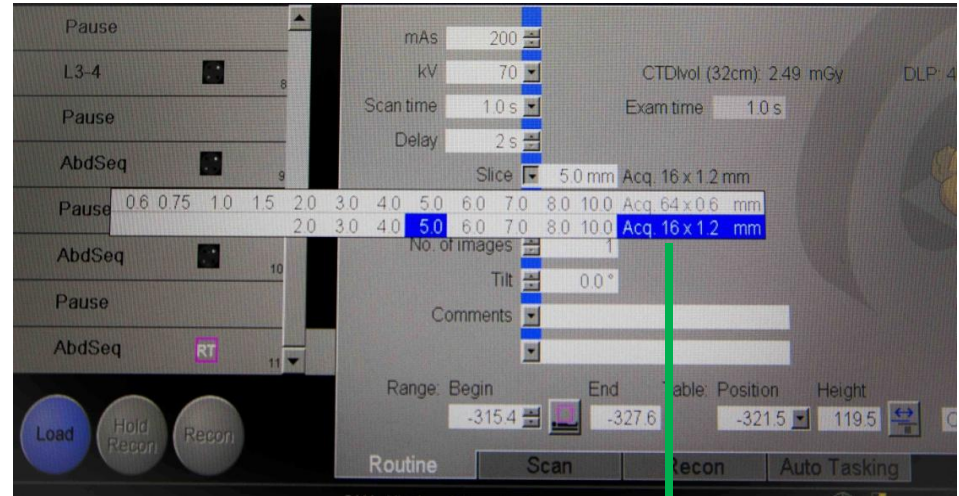 Pause
L3-4 8
Pause
AbdSeq 9
Pause
AbdSeq 10
Pause
AbdSeq RT 11
Load Hold Recon Recon
mAs 200
kV 70 CTDIvol (32cm): 2.49 mGy DLP: 4
Scan time 1.0 s Exam time 1.0 s
Delay 2 s
Slice 5.0 mm Acq. 16 x 1.2 mm
0.6 0.75 1.0 1.5 2.0 3.0 4.0 5.0 6.0 7.0 8.0 10.0 Acq. 64 x 0.6 mm
2.0 3.0 4.0 5.0 6.0 7.0 8.0 10.0 Acq. 16 x 1.2 mm
No. of images 1
Tilt 0.0°
Comments
Range: Begin End Table: Position Height
-315.4 -327.6 -321.5 119.5
Routine Scan Recon Auto Tasking